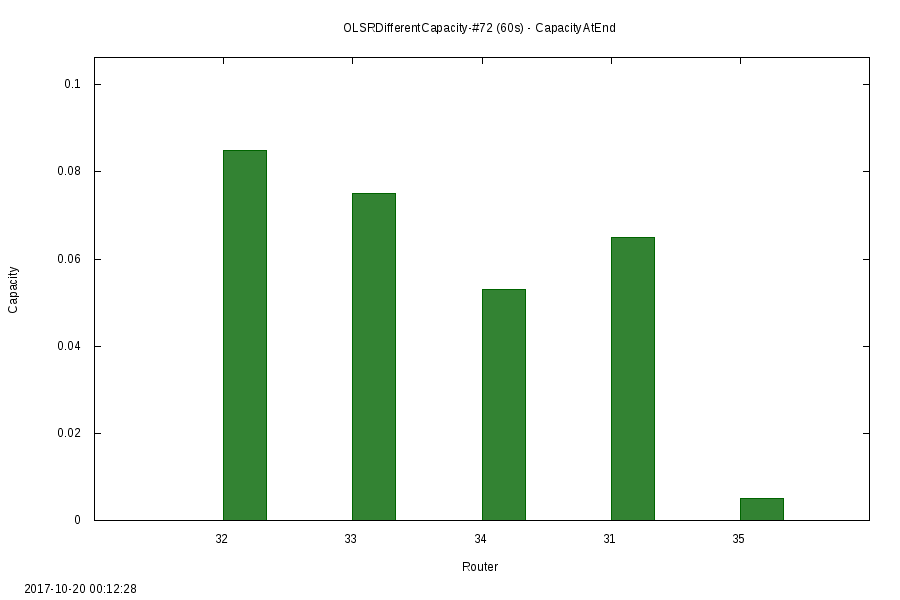 OLSRDifferentCapacity-#72 (60s) - CapacityAtEnd
0.1
0.08
0.06
0.04
0.02
0
Capacity
32 33 34 31 35
Router
2017-10-20 00:12:28